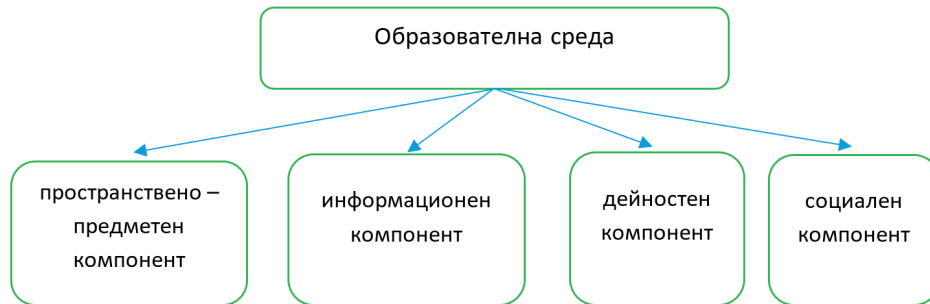 Образователна среда
пространствено –
предметен
компонент
информационен
компонент
дейностен
компонент
социален
компонент